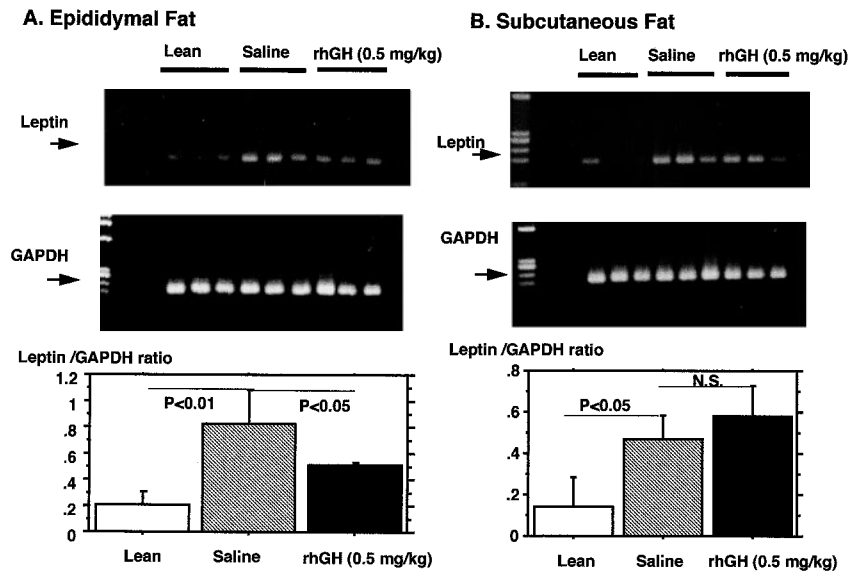 A. Epididymal Fat
Lean Saline rhGH (0.5 mg/kg)
Leptin
GAPDH
Leptin /GAPDH ratio
1.2
1
.8
.6
.4
.2
0
P<0.01 P<0.05
Lean Saline rhGH (0.5 mg/kg)
B. Subcutaneous Fat
Lean Saline rhGH (0.5 mg/kg)
Leptin
GAPDH
Leptin /GAPDH ratio
.8
.6
.4
.2
0
N.S.
P<0.05
Lean Saline rhGH (0.5 mg/kg)